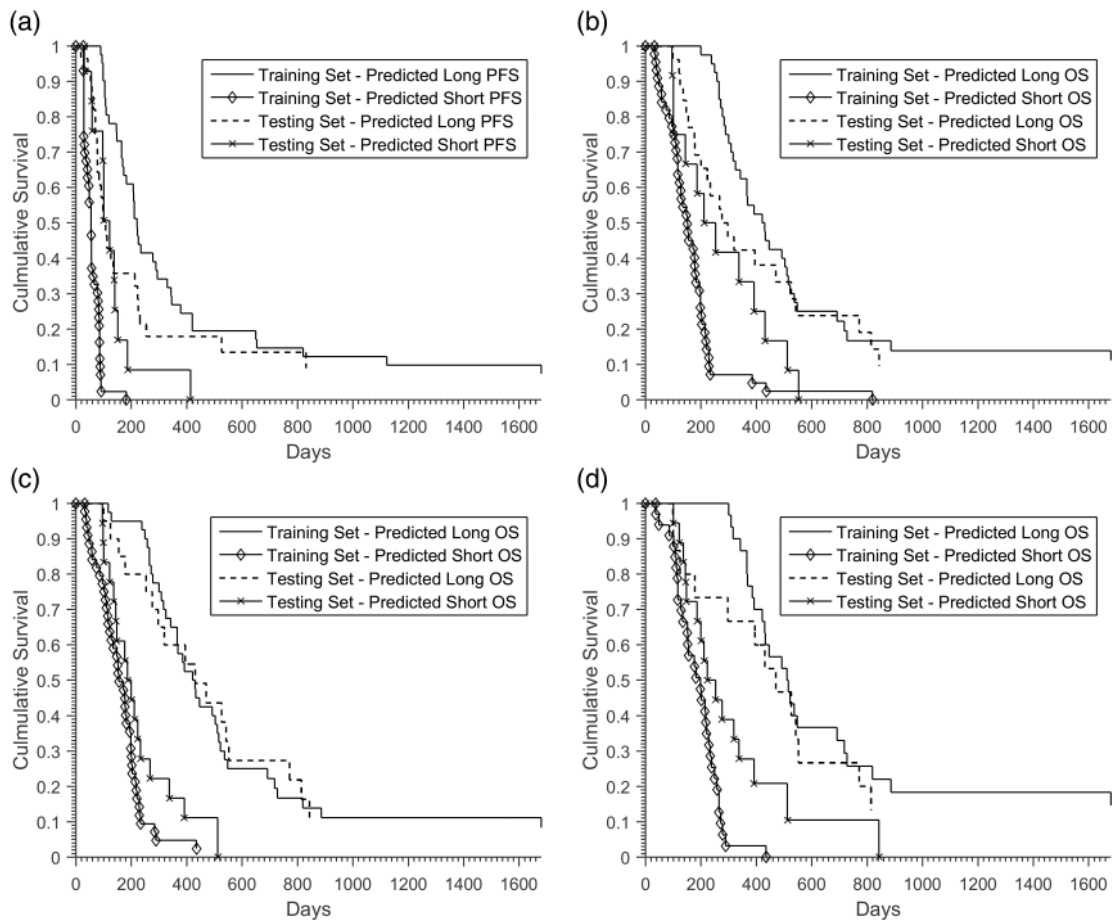 (a)
Culmulative Survival
1
0.9
0.8
0.7
0.6
0.5
0.4
0.3
0.2
0.1
0
Training Set - Predicted Long PFS
Training Set - Predicted Short PFS
Testing Set - Predicted Long PFS
Testing Set - Predicted Short PFS
0 200 400 600 800 1000 1200 1400 1600
Days
(b)
Culmulative Survival
1
0.9
0.8
0.7
0.6
0.5
0.4
0.3
0.2
0.1
0
Training Set - Predicted Long OS
Training Set - Predicted Short OS
Testing Set - Predicted Long OS
Testing Set - Predicted Short OS
0 200 400 600 800 1000 1200 1400 1600
Days
(c)
Culmulative Survival
1
0.9
0.8
0.7
0.6
0.5
0.4
0.3
0.2
0.1
0
Training Set - Predicted Long OS
Training Set - Predicted Short OS
Testing Set - Predicted Long OS
Testing Set - Predicted Short OS
0 200 400 600 800 1000 1200 1400 1600
Days
(d)
Culmulative Survival
1
0.9
0.8
0.7
0.6
0.5
0.4
0.3
0.2
0.1
0
Training Set - Predicted Long OS
Training Set - Predicted Short OS
Testing Set - Predicted Long OS
Testing Set - Predicted Short OS
0 200 400 600 800 1000 1200 1400 1600
Days